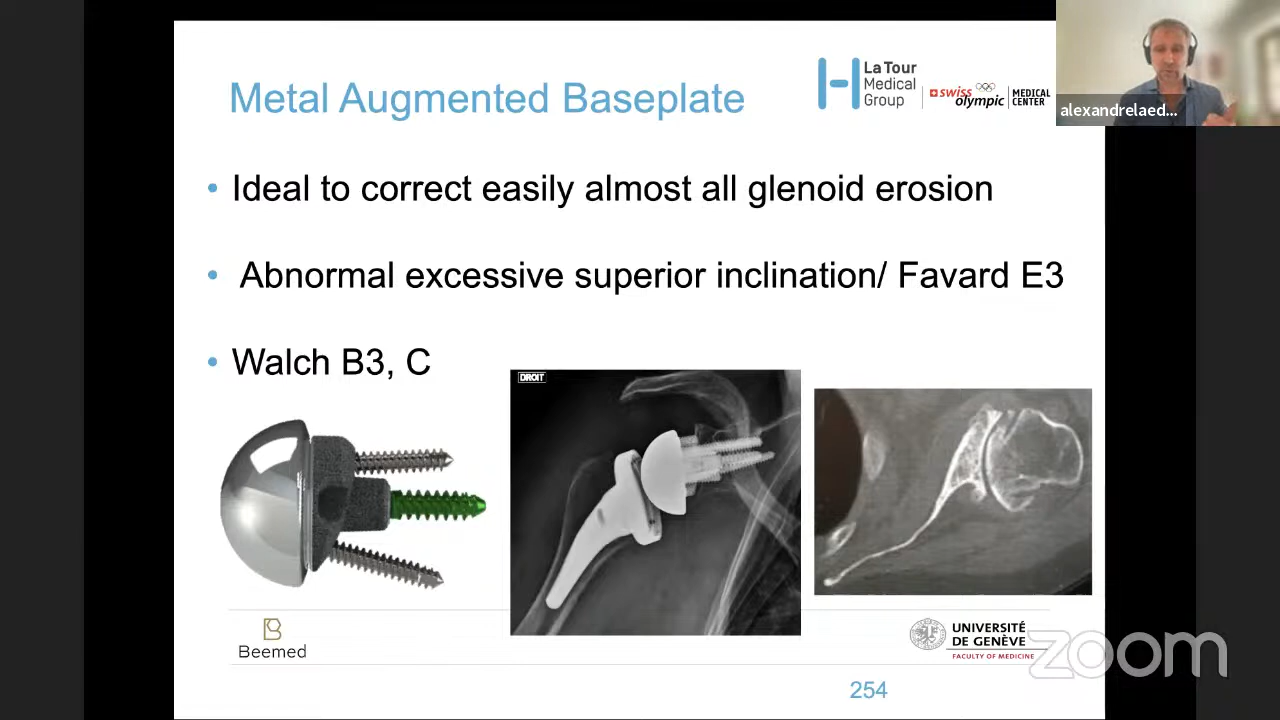 Metal Augmented Baseplate
La Tour
Medical
Group
swiss
olympic
MEDICAL
CENTER
alexandrelaed...
• Ideal to correct easily almost all glenoid erosion
• Abnormal excessive superior inclination/ Favard E3
• Walch B3, C
DROIT
Beemed
UNIVERSITÉ
DE GENÈVE
FACULTY OF MEDICINE
zoom
254